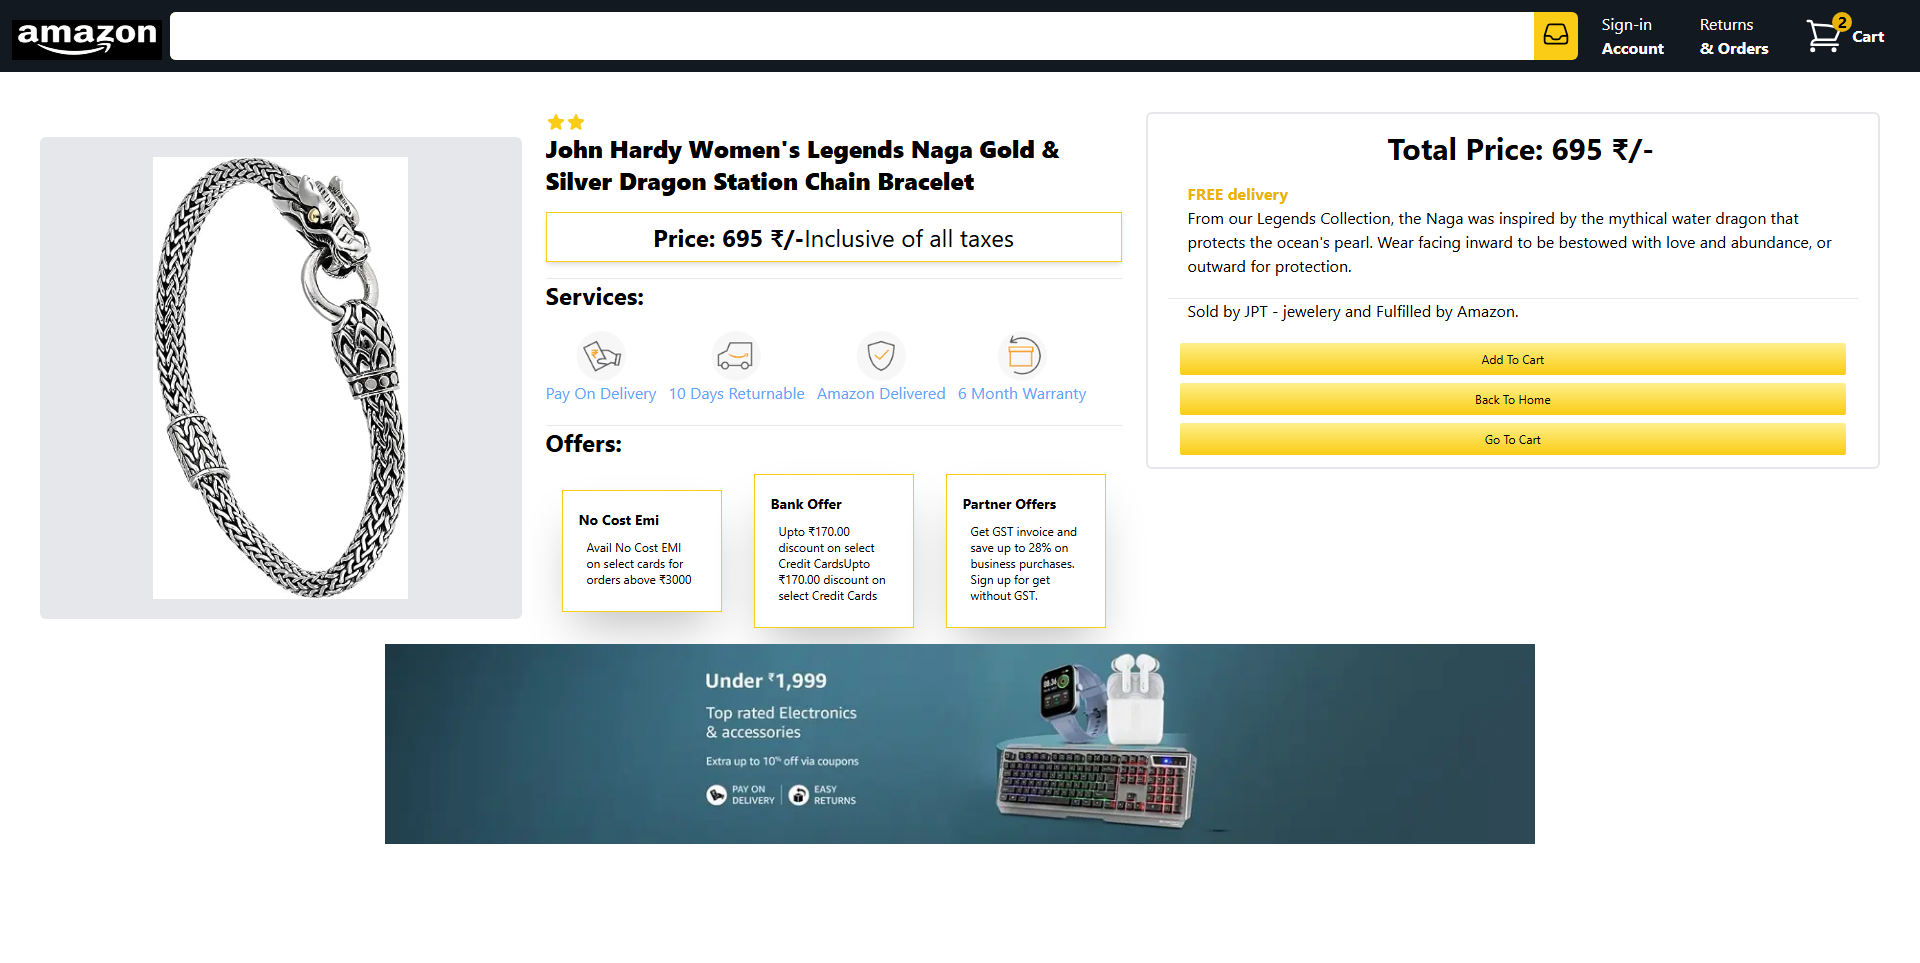 amazon
Sign-in
Account
Returns
& Orders
2
Cart
John Hardy Women's Legends Naga Gold &
Silver Dragon Station Chain Bracelet
Price: 695 ₹/-Inclusive of all taxes
Services:
Pay On Delivery
10 Days Returnable
Amazon Delivered
6 Month Warranty
Offers:
No Cost Emi
Avail No Cost EMI
on select cards for
orders above ₹3000
Bank Offer
Upto ₹170.00
discount on select
Credit CardsUpto
₹170.00 discount on
select Credit Cards
Partner Offers
Get GST invoice and
save up to 28% on
business purchases.
Sign up for get
without GST.
Total Price: 695 ₹/-
FREE delivery
From our Legends Collection, the Naga was inspired by the mythical water dragon that
protects the ocean's pearl. Wear facing inward to be bestowed with love and abundance, or
outward for protection.
Sold by JPT - jewelery and Fulfilled by Amazon.
Add To Cart
Back To Home
Go To Cart
Under ₹1,999
Top rated Electronics
& accessories
Extra up to 10% off via coupons
PAY ON
DELIVERY
EASY
RETURNS
08:36